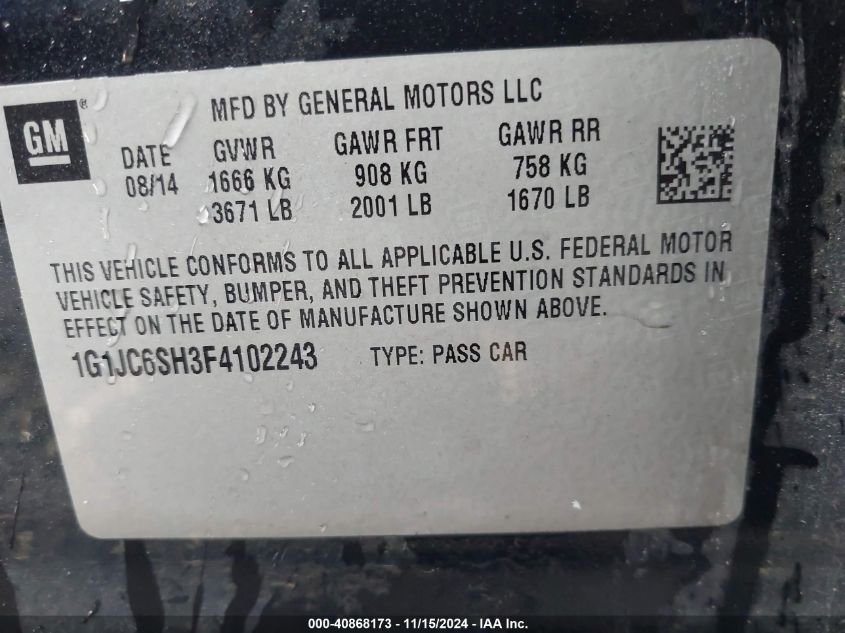 GM®
MFD BY GENERAL MOTORS LLC
DATE GVWR GAWR FRT GAWR RR
08/14 1666 KG 908 KG 758 KG
3671 LB 2001 LB 1670 LB
THIS VEHICLE CONFORMS TO ALL APPLICABLE U.S. FEDERAL MOTOR
VEHICLE SAFETY, BUMPER, AND THEFT PREVENTION STANDARDS IN
EFFECT ON THE DATE OF MANUFACTURE SHOWN ABOVE.
1G1JC6SH3F4102243 TYPE: PASS CAR
000-40868173 - 11/15/2024 - IAA Inc.